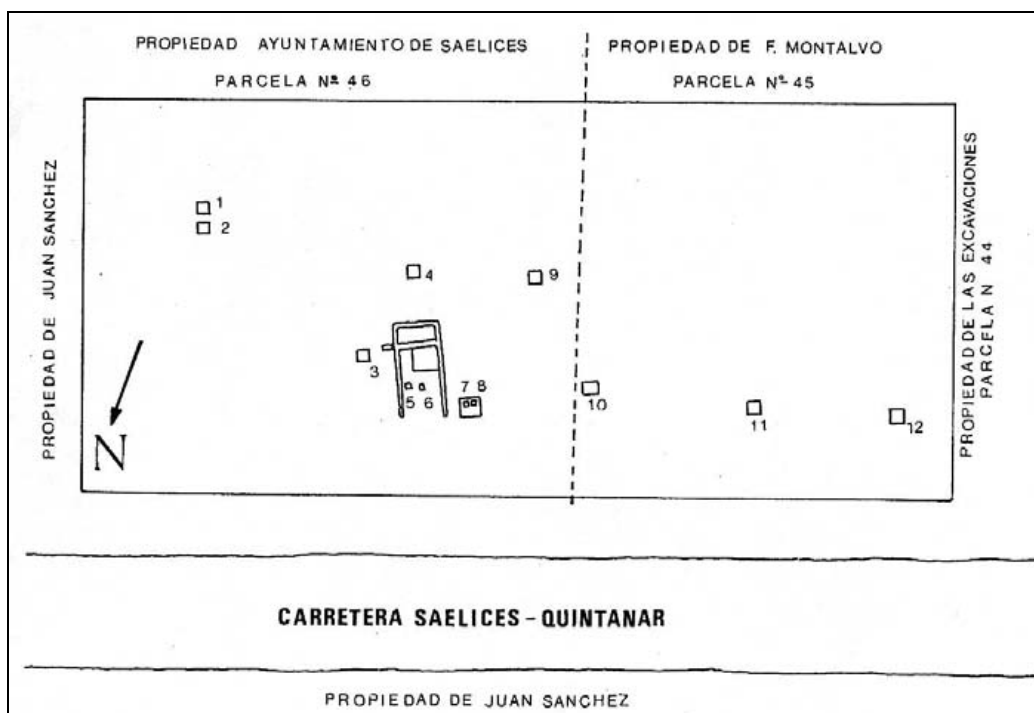 PROPIEDAD AYUNTAMIENTO DE SAELICES
PARCELA Nº 46
PROPIEDAD DE F. MONTALVO
PARCELA Nº 45
PROPIEDAD DE JUAN SANCHEZ
PROPIEDAD DE LAS EXCAVACIONES
PARCELA N 44
1
2
4
9
3
5 6
7 8
10
11
12
N
CARRETERA SAELICES - QUINTANAR
PROPIEDAD DE JUAN SANCHEZ